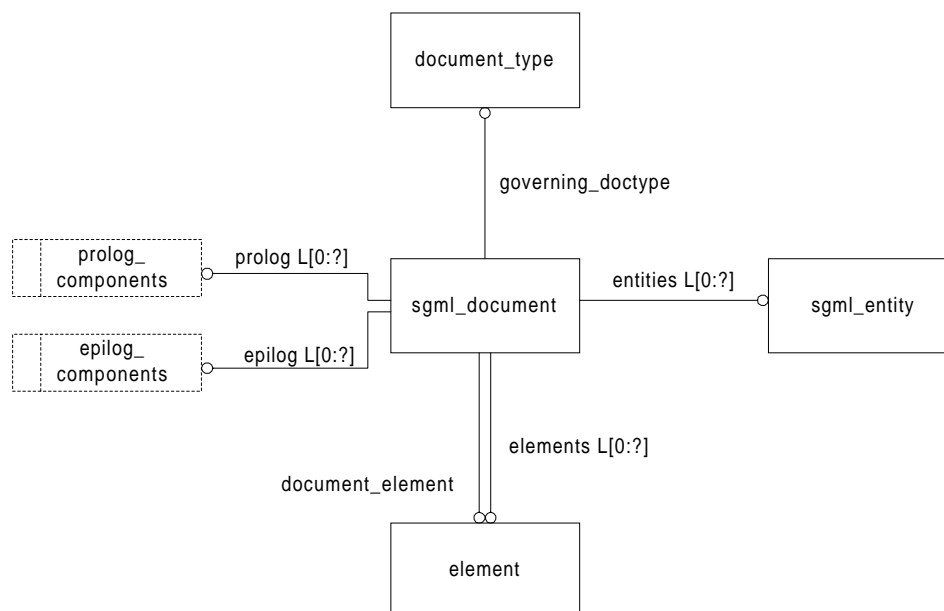 document_type
governing_doctype
prolog_
components
prolog L[0:?]
sgml_document
entities L[0:?]
sgml_entity
epilog_
components
epilog L[0:?]
elements L[0:?]
document_element
element